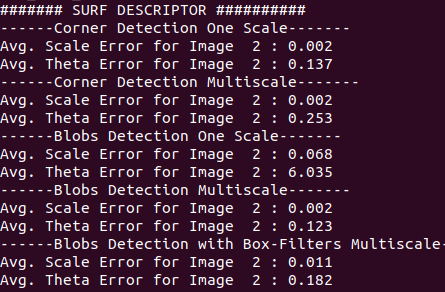 ####### SURF DESCRIPTOR ##########
------Corner Detection One Scale-------
Avg. Scale Error for Image  2 : 0.002
Avg. Theta Error for Image  2 : 0.137
------Corner Detection Multiscale-------
Avg. Scale Error for Image  2 : 0.002
Avg. Theta Error for Image  2 : 0.253
------Blobs Detection One Scale-------
Avg. Scale Error for Image  2 : 0.068
Avg. Theta Error for Image  2 : 6.035
------Blobs Detection Multiscale-------
Avg. Scale Error for Image  2 : 0.002
Avg. Theta Error for Image  2 : 0.123
------Blobs Detection with Box-Filters Multiscale-
Avg. Scale Error for Image  2 : 0.011
Avg. Theta Error for Image  2 : 0.182